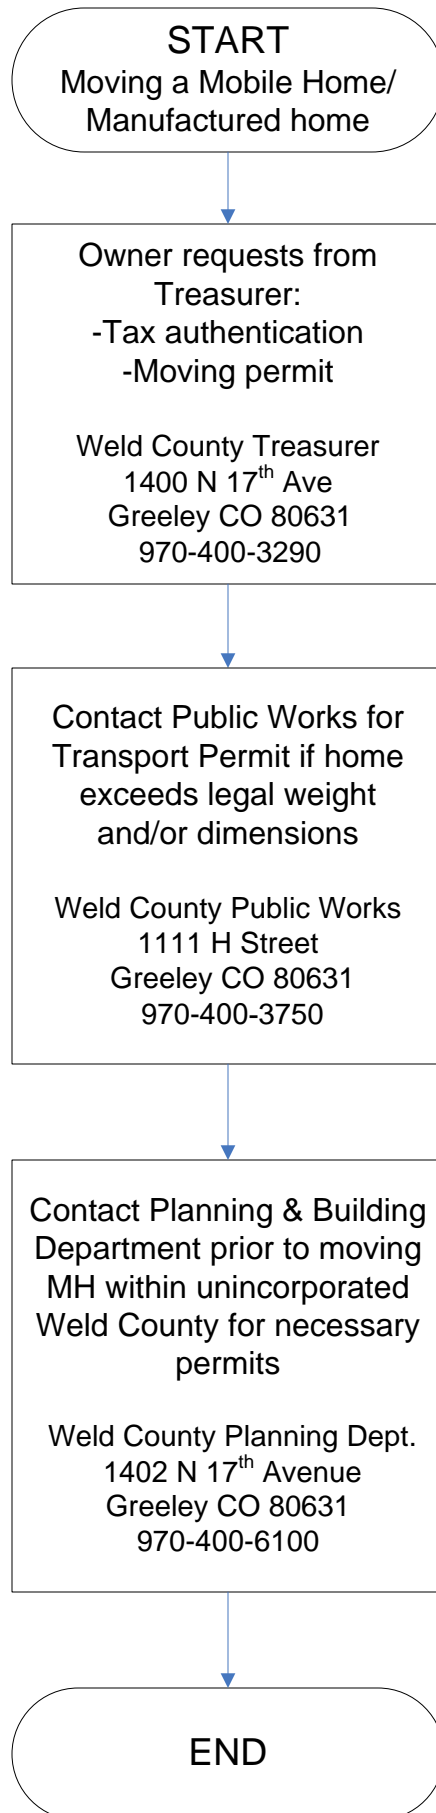 START
Moving a Mobile Home/
Manufactured home
Owner requests from
Treasurer:
-Tax authentication
-Moving permit
Weld County Treasurer
1400 N 17th Ave
Greeley CO 80631
970-400-3290
Contact Public Works for
Transport Permit if home
exceeds legal weight
and/or dimensions
Weld County Public Works
1111 H Street
Greeley CO 80631
970-400-3750
Contact Planning & Building
Department prior to moving
MH within unincorporated
Weld County for necessary
permits
Weld County Planning Dept.
1402 N 17th Avenue
Greeley CO 80631
970-400-6100
END